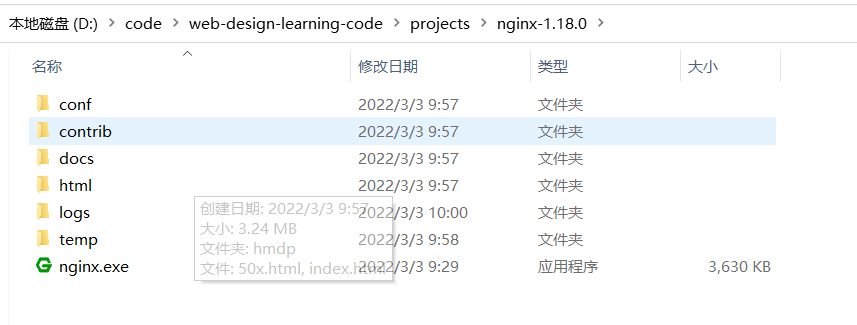 本地磁盘 (D:) > code > web-design-learning-code > projects > nginx-1.18.0 >
名称 修改日期 类型 大小
conf 2022/3/3 9:57 文件夹
contrib 2022/3/3 9:57 文件夹
docs 2022/3/3 9:57 文件夹
html 2022/3/3 9:57 文件夹
创建日期: 2022/3/3 9:57
logs 2022/3/3 10:00 文件夹
大小: 3.24 MB
temp 2022/3/3 9:58 文件夹
文件夹: hmdp
nginx.exe 2022/3/3 9:29 应用程序 3,630 KB
文件: 50x.html, index.html